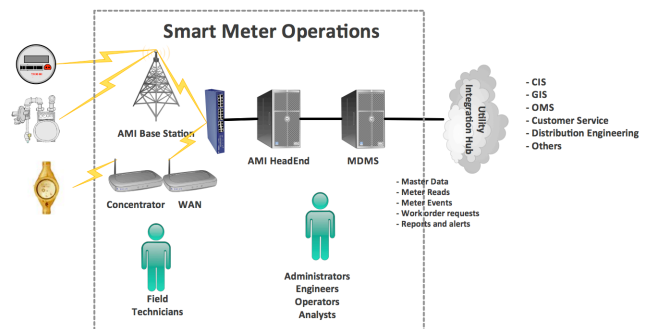 Smart Meter Operations
AMI Base Station
AMI HeadEnd
MDMS
Utility
Integration Hub
- CIS
- GIS
- OMS
- Customer Service
- Distribution Engineering
- Others
Concentrator
WAN
- Master Data
- Meter Reads
- Meter Events
- Work order requests
- Reports and alerts
Field
Technicians
Administrators
Engineers
Operators
Analysts